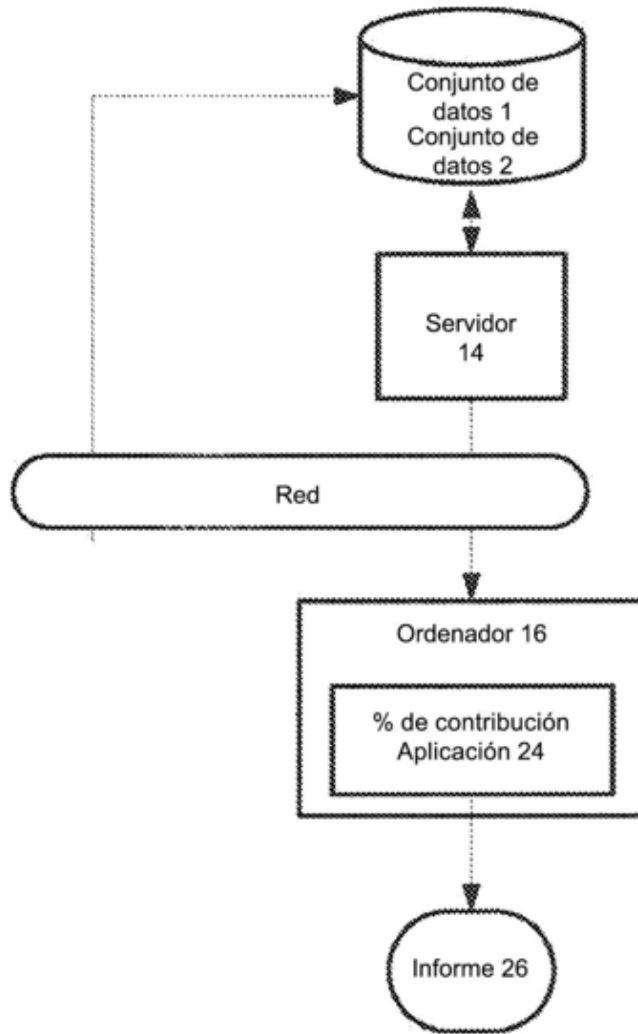 Conjunto de
datos 1
Conjunto de
datos 2
Servidor
14
Red
Ordenador 16
% de contribución
Aplicación 24
Informe 26